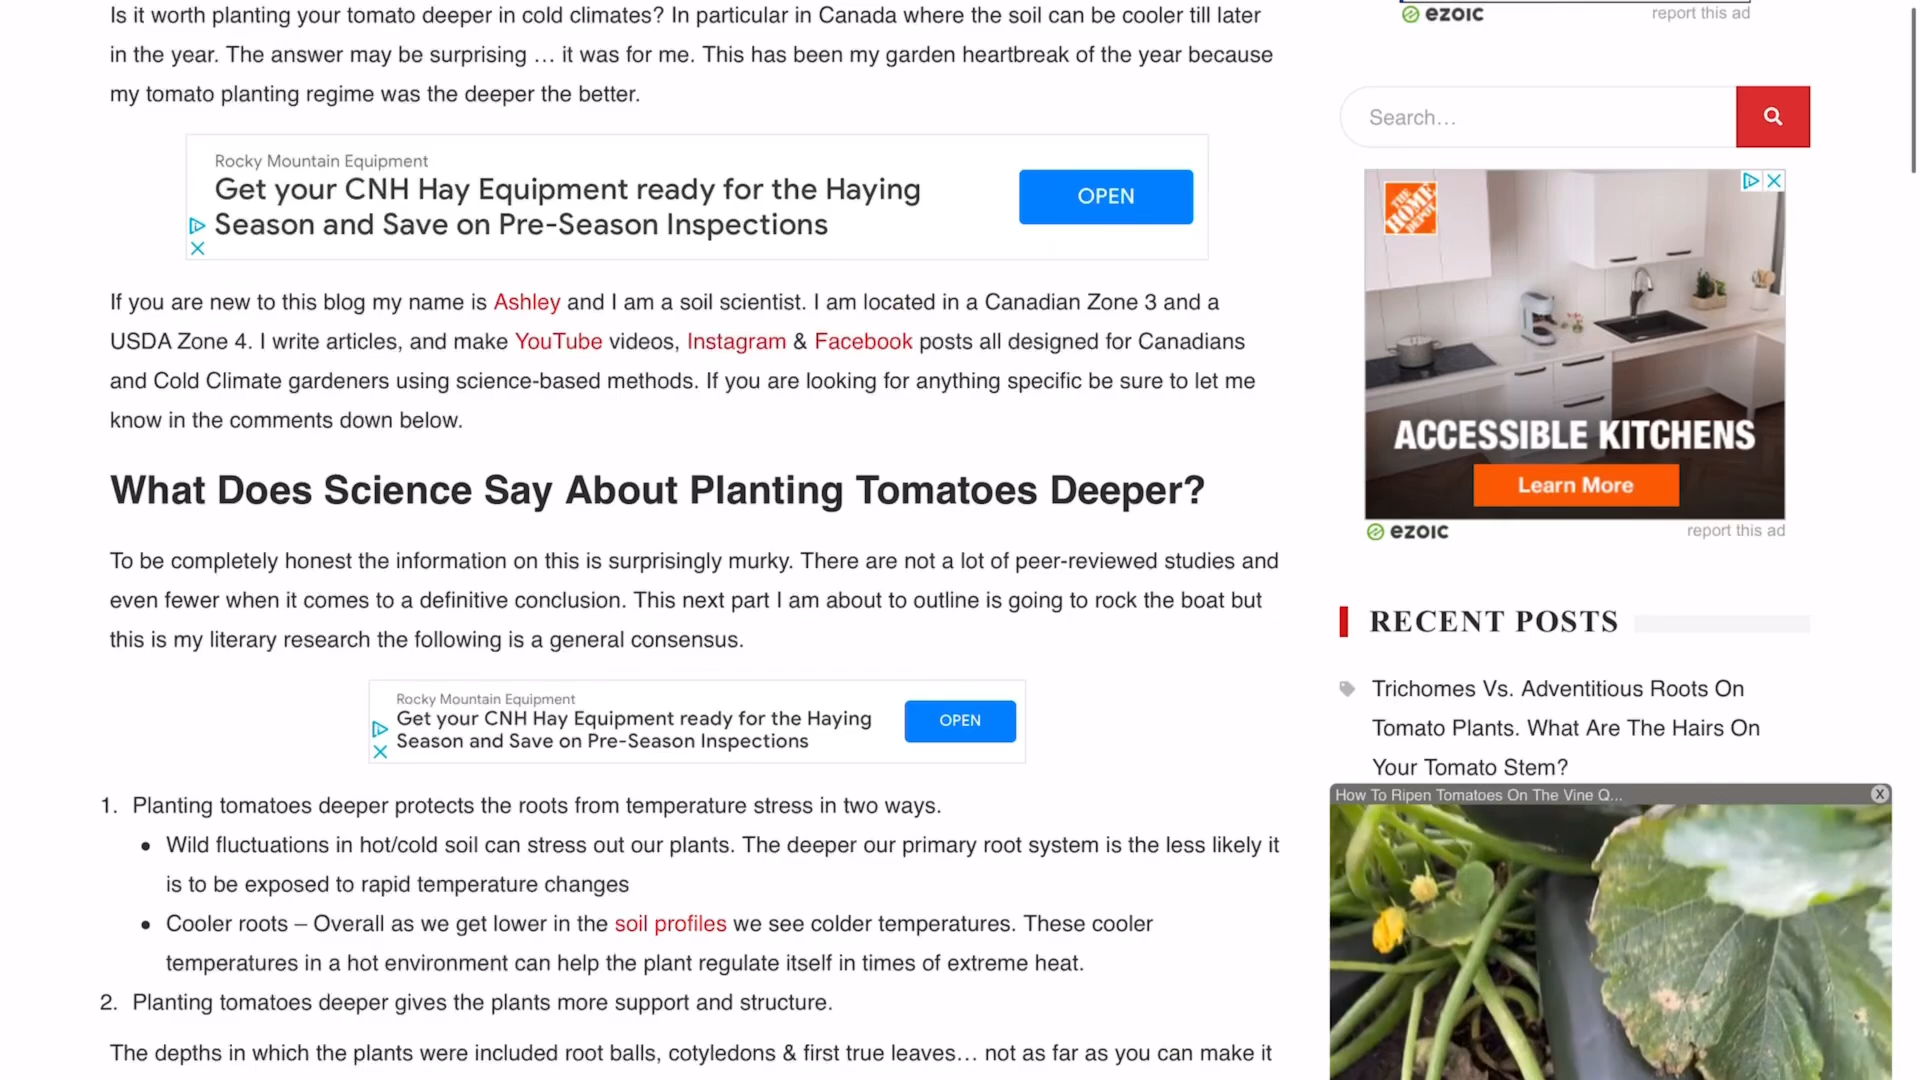 Is it worth planting your tomato deeper in cold climates? In particular in Canada where the soil can be cooler till later
in the year. The answer may be surprising … it was for me. This has been my garden heartbreak of the year because
my tomato planting regime was the deeper the better.
Rocky Mountain Equipment
Get your CNH Hay Equipment ready for the Haying
Season and Save on Pre-Season Inspections
OPEN
If you are new to this blog my name is Ashley and I am a soil scientist. I am located in a Canadian Zone 3 and a
USDA Zone 4. I write articles, and make YouTube videos, Instagram & Facebook posts all designed for Canadians
and Cold Climate gardeners using science-based methods. If you are looking for anything specific be sure to let me
know in the comments down below.
What Does Science Say About Planting Tomatoes Deeper?
To be completely honest the information on this is surprisingly murky. There are not a lot of peer-reviewed studies and
even fewer when it comes to a definitive conclusion. This next part I am about to outline is going to rock the boat but
this is my literary research the following is a general consensus.
Rocky Mountain Equipment
Get your CNH Hay Equipment ready for the Haying
Season and Save on Pre-Season Inspections
OPEN
1. Planting tomatoes deeper protects the roots from temperature stress in two ways.
• Wild fluctuations in hot/cold soil can stress out our plants. The deeper our primary root system is the less likely it
is to be exposed to rapid temperature changes
• Cooler roots – Overall as we get lower in the soil profiles we see colder temperatures. These cooler
temperatures in a hot environment can help the plant regulate itself in times of extreme heat.
2. Planting tomatoes deeper gives the plants more support and structure.
The depths in which the plants were included root balls, cotyledons & first true leaves… not as far as you can make it
ezoic
report this ad
Search…
THE HOME DEPOT
ACCESSIBLE KITCHENS
Learn More
ezoic
report this ad
RECENT POSTS
Trichomes Vs. Adventitious Roots On
Tomato Plants. What Are The Hairs On
Your Tomato Stem?
How To Ripen Tomatoes On The Vine Q...
X